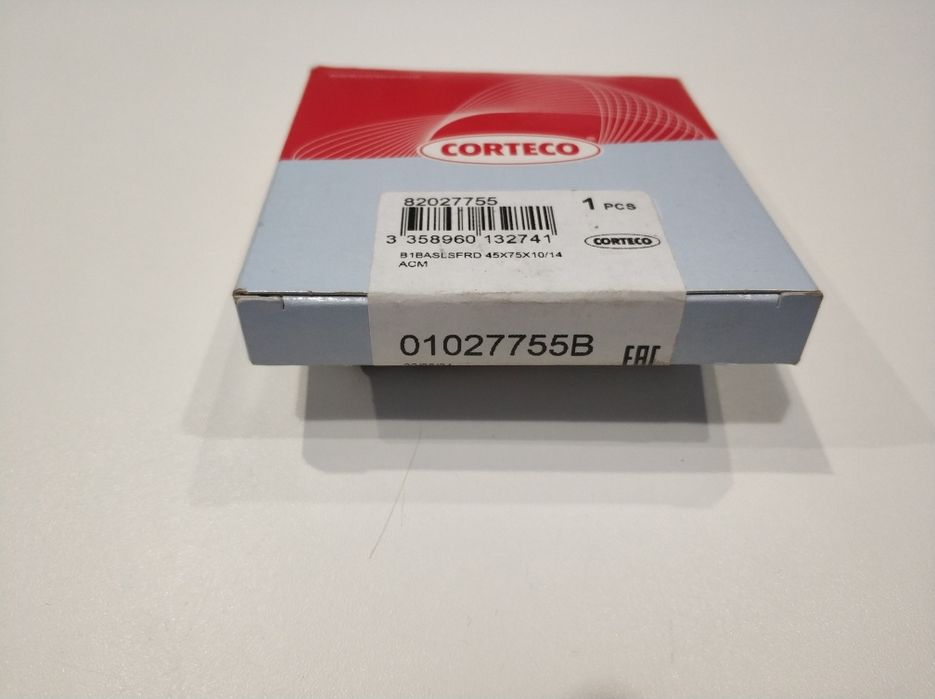 CORTECO
82027755
1 PCS
3 358960 132741
CORTECO
B1BASLSFRD 45X75X10/14
ACM
01027755B
EAC